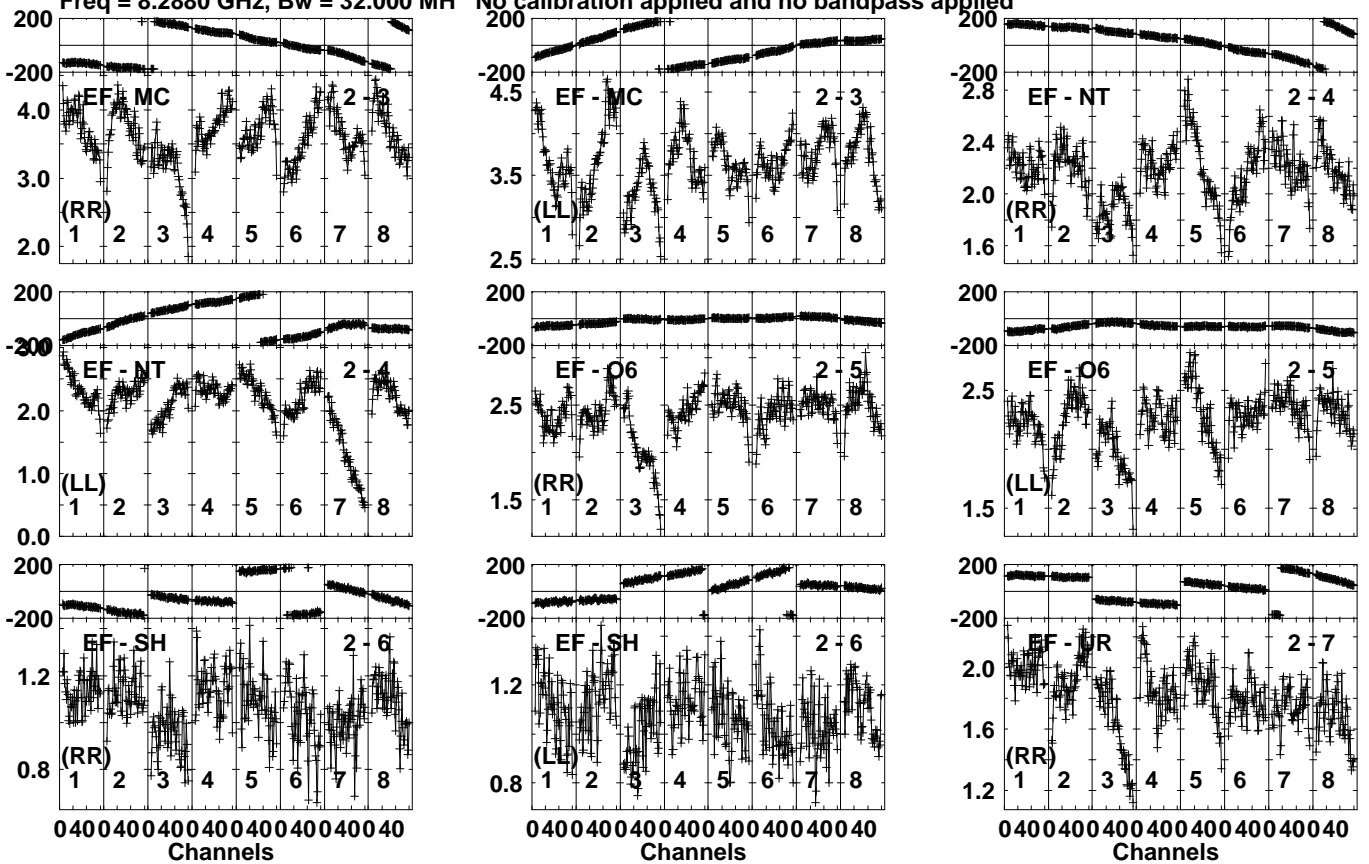 Freq = 8.2880 GHz, Bw = 32.000 MH No calibration applied and no bandpass applied
200 200 200
-200 -200 -200
EF - MC 2 - 3 EF - MC 2 - 3 EF - NT 2 - 4
4.0 4.5 2.8
3.0 3.5 2.4
2.0 2.5 2.0
1.6
(RR) (LL) (RR)
1 2 3 4 5 6 7 8 1 2 3 4 5 6 7 8 1 2 3 4 5 6 7 8
200 200 200
-200 -200 -200
3.0
EF - NT 2 - 4 EF - O6 2 - 5 EF - O6 2 - 5
2.0 2.5 2.5
1.0 1.5 1.5
0.0
(LL) (RR) (LL)
1 2 3 4 5 6 7 8 1 2 3 4 5 6 7 8 1 2 3 4 5 6 7 8
200 200 200
-200 -200 -200
EF - SH 2 - 6 EF - SH 2 - 6 EF - UR 2 - 7
1.2 1.2 2.0
0.8 0.8 1.6
1.2
(RR) (LL) (RR)
1 2 3 4 5 6 7 8 1 2 3 4 5 6 7 8 1 2 3 4 5 6 7 8
0 40 0 40 0 40 0 40 0 40 0 40 0 40 0 40 0 40 0 40 0 40 0 40 0 40 0 40 0 40 0 40 0 40 0 40 0 40 0 40 0 40 0 40 0 40 0 40
Channels Channels Channels